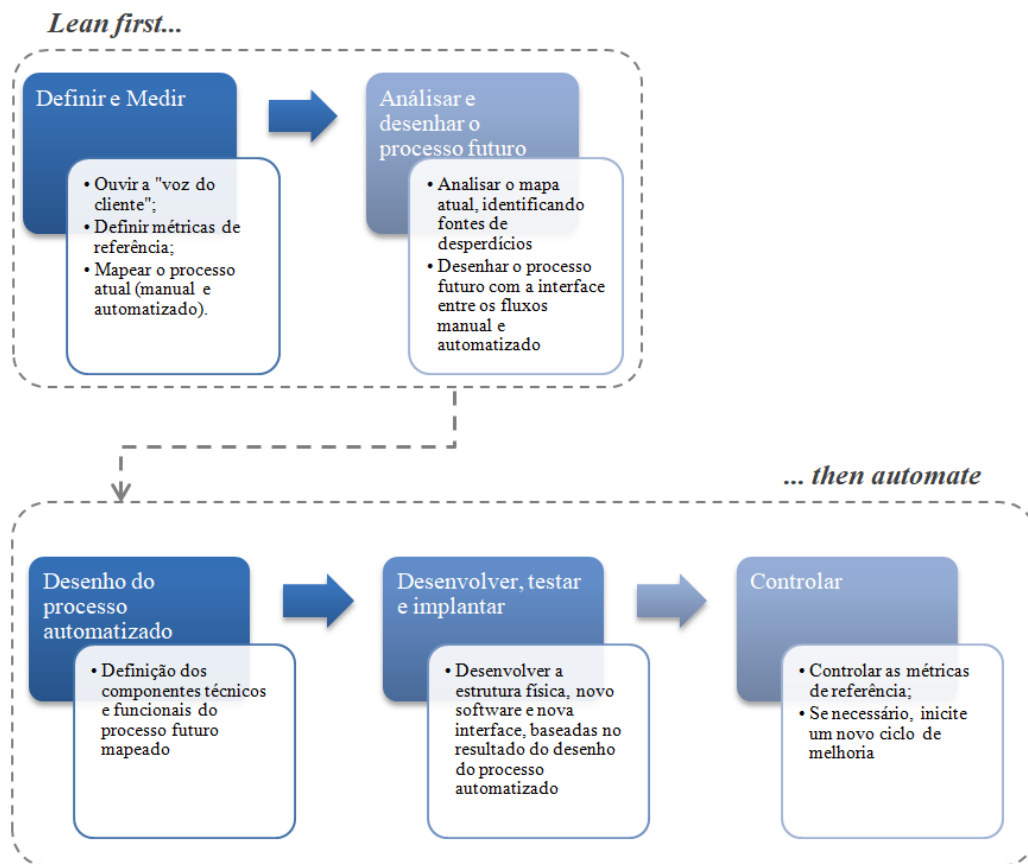 Lean first...
Definir e Medir
• Ouvir a "voz do
cliente";
• Definir métricas de
referência;
• Mapear o processo
atual (manual e
automatizado).
Análisar e
desenhar o
processo futuro
• Analisar o mapa
atual, identificando
fontes de
desperdícios
• Desenhar o processo
futuro com a interface
entre os fluxos
manual e
automatizado
... then automate
Desenho do
processo
automatizado
• Definição dos
componentes técnicos
e funcionais do
processo futuro
mapeado
Desenvolver, testar
e implantar
• Desenvolver a
estrutura física, novo
software e nova
interface, baseadas no
resultado do desenho
do processo
automatizado
Controlar
• Controlar as métricas
de referência;
• Se necessário, inicite
um novo ciclo de
melhoria